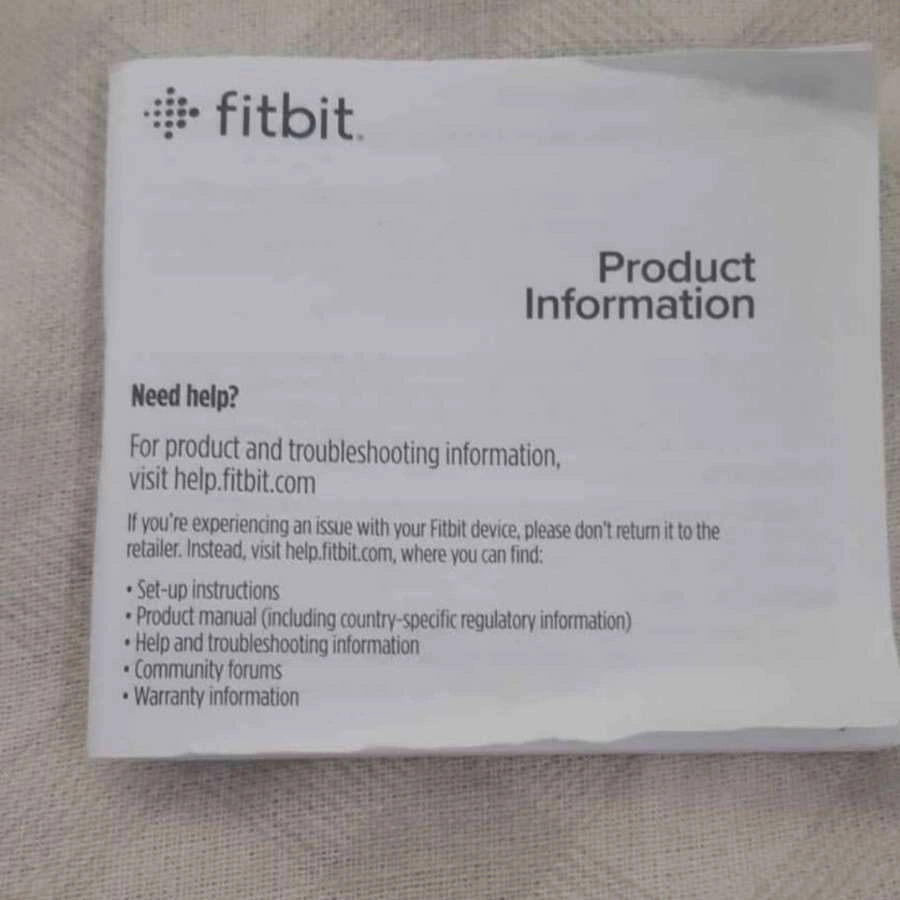 fitbit.
Product
Information
Need help?
For product and troubleshooting information,
visit help.fitbit.com
If you're experiencing an issue with your Fitbit device, please don't return it to the
retailer. Instead, visit help.fitbit.com, where you can find:
• Set-up instructions
• Product manual (including country-specific regulatory information)
• Help and troubleshooting information
• Community forums
• Warranty information